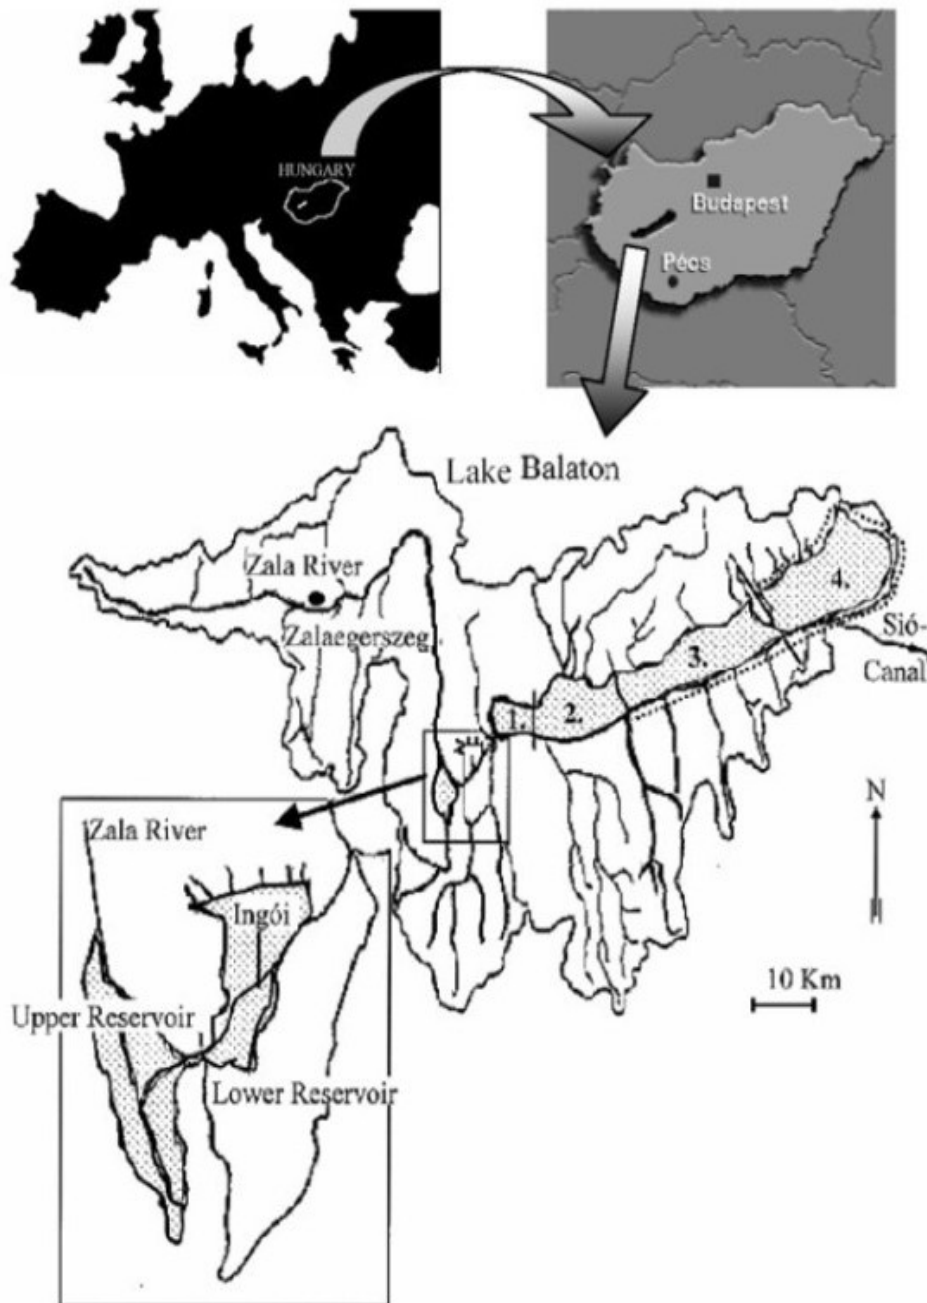 HUNGARY
Budapest
Pécs
Lake Balaton
Zala River
Zalaegerszeg
4.
3.
Sió-
Canal
1.
2.
N
Zala River
Ingói
10 Km
Upper Reservoir
Lower Reservoir